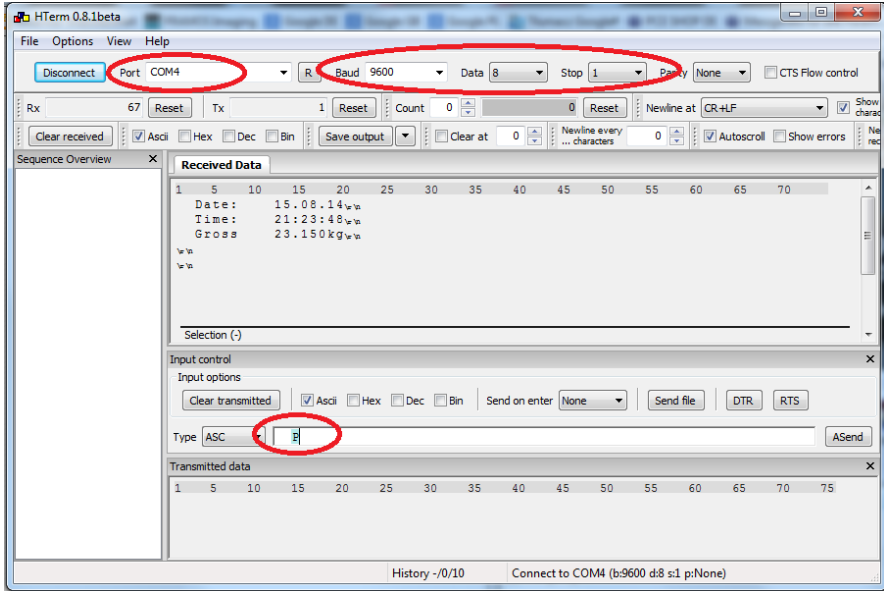 HTerm 0.8.1beta
File Options View Help
Disconnect Port COM4 R Baud 9600 Data 8 Stop 1 Parity None CTS Flow control
Rx 67 Reset Tx 1 Reset Count 0 0 Reset Newline at CR+LF Show
Clear received Ascii Hex Dec Bin Save output Clear at 0 Newline every ... characters 0 Autoscroll Show errors
Sequence Overview X Received Data
1 5 10 15 20 25 30 35 40 45 50 55 60 65 70
Date: 15.08.14\r\n
Time: 21:23:48\r\n
Gross 23.150kg\r\n
\r\n
\r\n
Selection (-)
Input control
Input options
Clear transmitted Ascii Hex Dec Bin Send on enter None Send file DTR RTS
Type ASC P ASend
Transmitted data
1 5 10 15 20 25 30 35 40 45 50 55 60 65 70 75
History -/0/10 Connect to COM4 (b:9600 d:8 s:1 p:None)